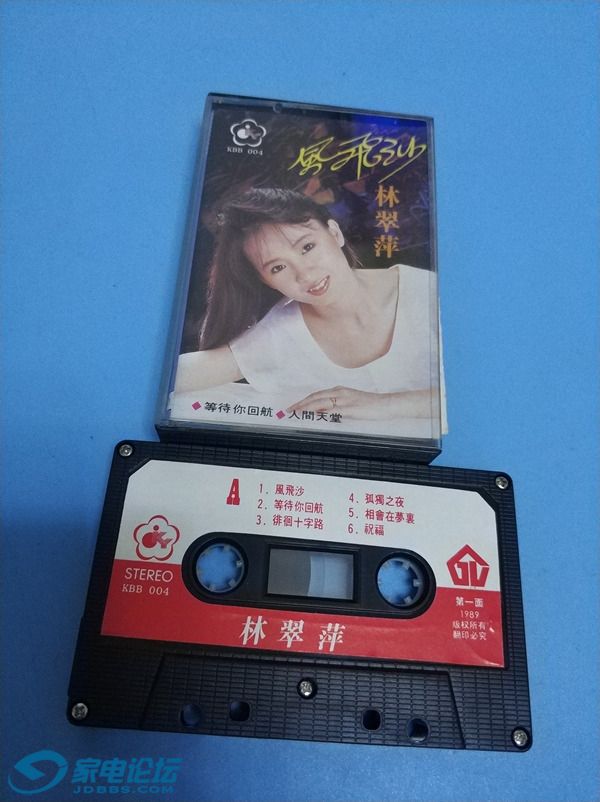 KBB 004
風飛沙
林翠萍
◆等待你回航◆人間天堂
A
1. 風飛沙
2. 等待你回航
3. 徘徊十字路
4. 孤獨之夜
5. 相會在夢裏
6. 祝福
STEREO
KBB 004
第一面
1989
版权所有
翻印必究
林翠萍
家电论坛
JDBBS.COM